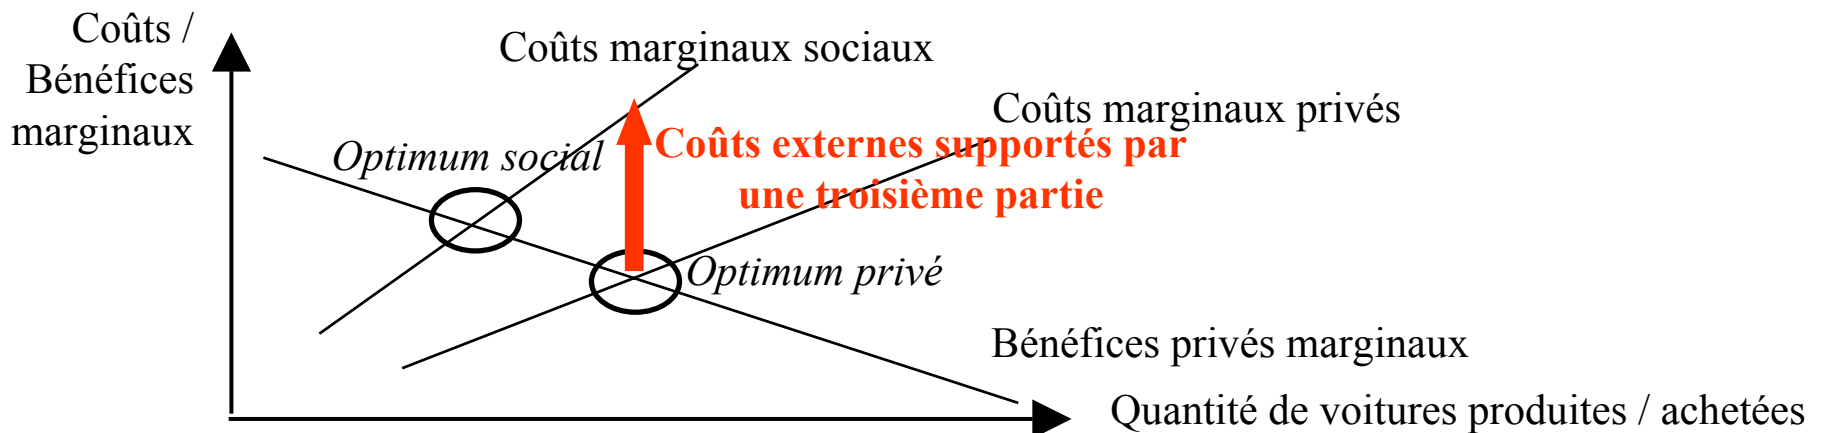 Coûts /
Bénéfices
marginaux
Coûts marginaux sociaux
Coûts marginaux privés
Optimum social
Coûts externes supportés par
une troisième partie
Optimum privé
Bénéfices privés marginaux
Quantité de voitures produites / achetées